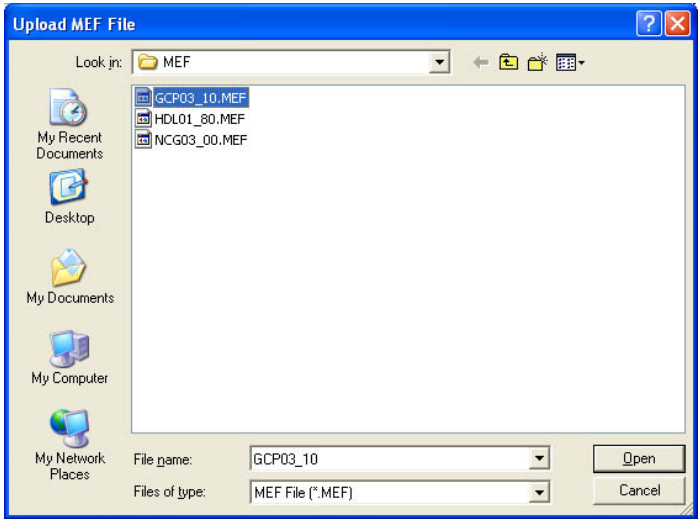 Upload MEF File
Look in:
MEF
GCP03_10.MEF
HDL01_80.MEF
NCG03_00.MEF
My Recent
Documents
Desktop
My Documents
My Computer
My Network
Places
File name:
GCP03_10
Open
Files of type:
MEF File (*.MEF)
Cancel